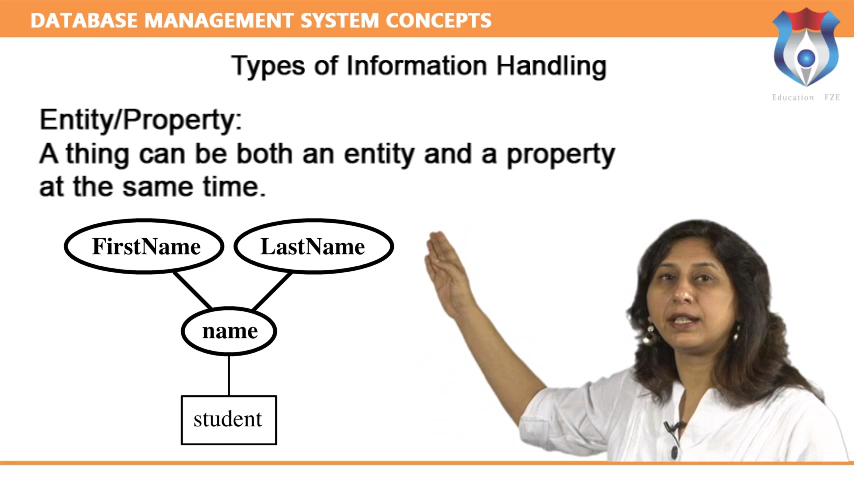 DATABASE MANAGEMENT SYSTEM CONCEPTS
Types of Information Handling
Education FZE
Entity/Property:
A thing can be both an entity and a property
at the same time.
FirstName
LastName
name
student